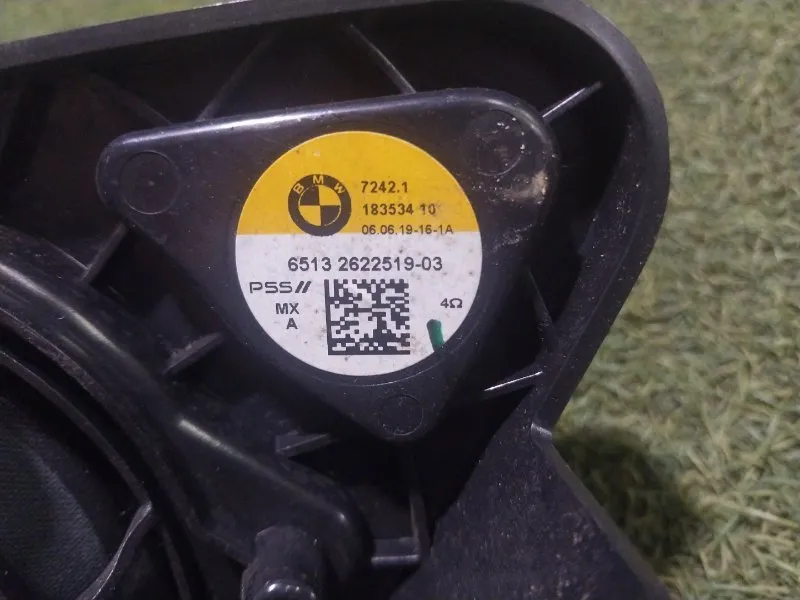 BMW
7242.1
183534 10
06.06.19-16-1A
6513 2622519-03
PSS//
MX
A
4Ω